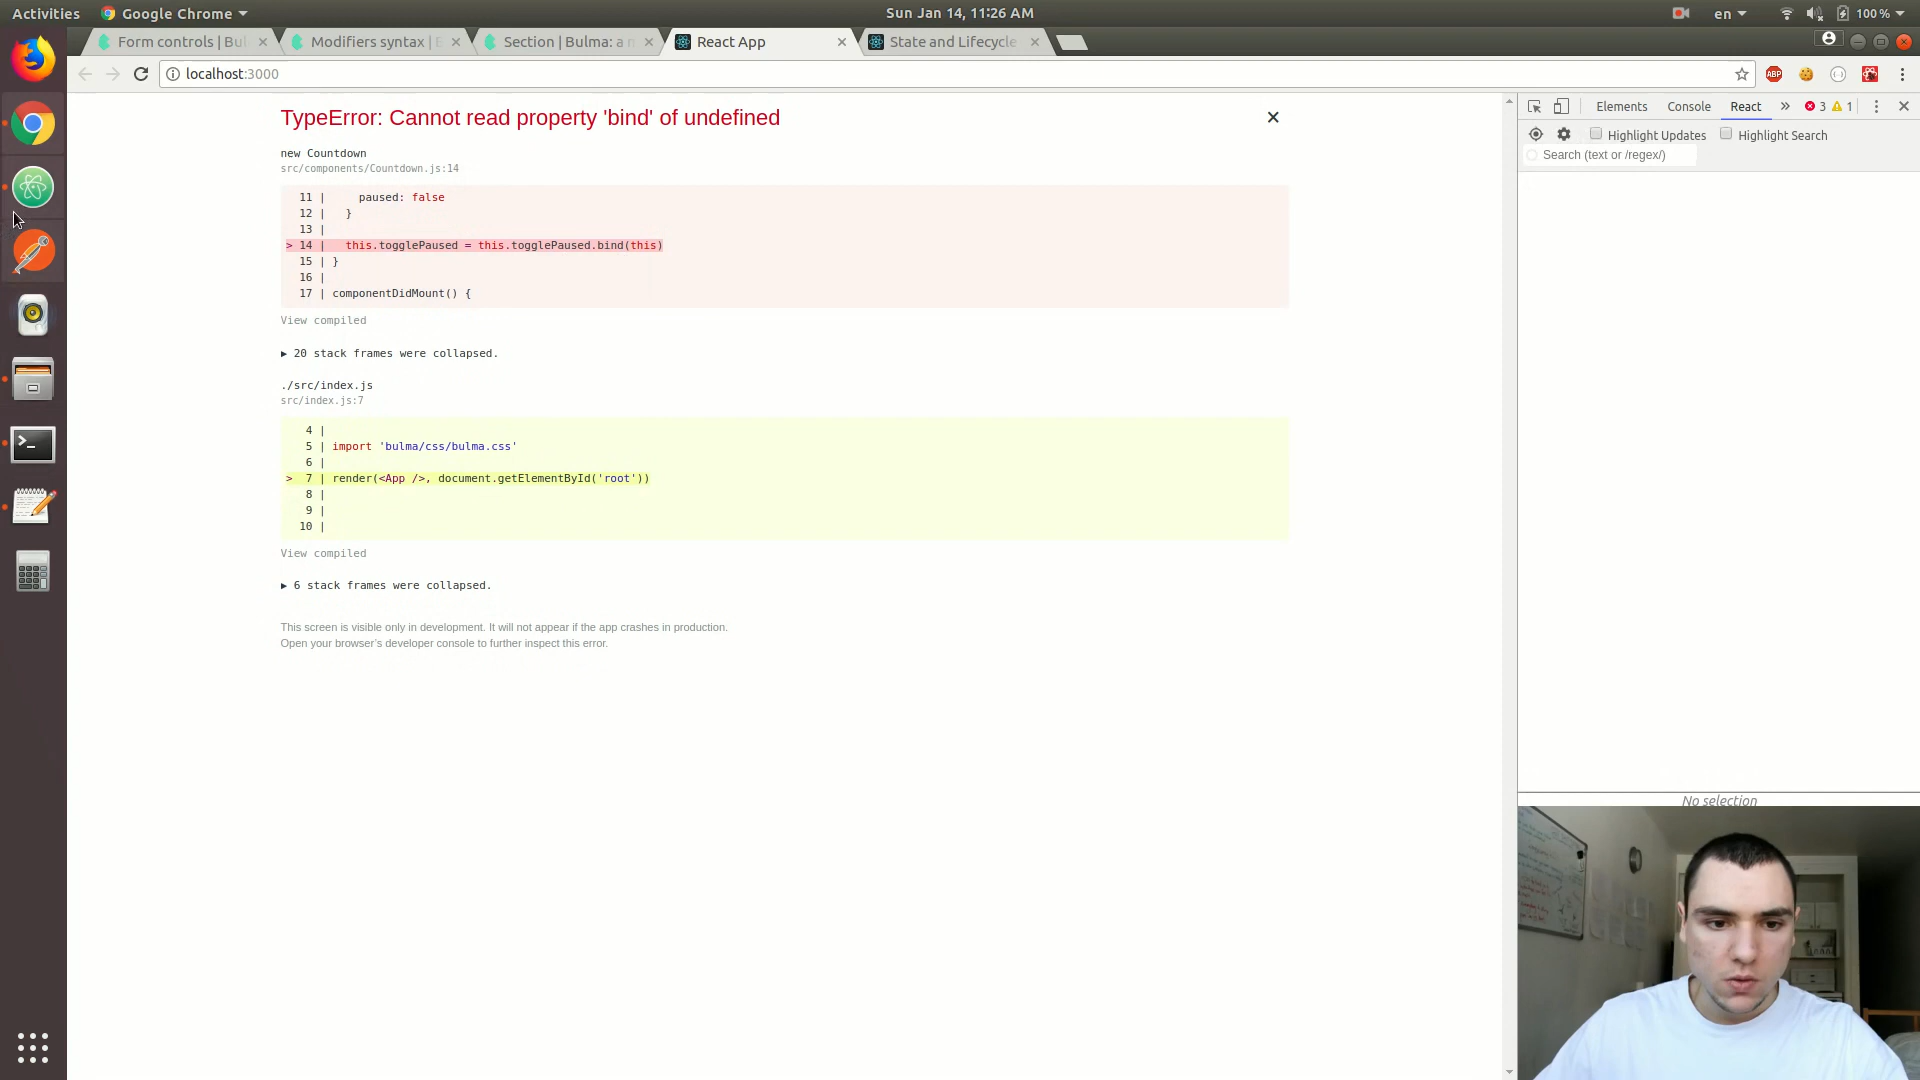 Activities
Google Chrome
Sun Jan 14, 11:26 AM
en
100 %
Form controls | Bul
Modifiers syntax | B
Section | Bulma: a m
React App
State and Lifecycle
localhost:3000
ABP
TypeError: Cannot read property 'bind' of undefined
new Countdown
src/components/Countdown.js:14
11 | paused: false
12 | }
13 |
> 14 | this.togglePaused = this.togglePaused.bind(this)
15 | }
16 |
17 | componentDidMount() {
View compiled
▶ 20 stack frames were collapsed.
./src/index.js
src/index.js:7
4 |
5 | import 'bulma/css/bulma.css'
6 |
> 7 | render(<App />, document.getElementById('root'))
8 |
9 |
10 |
View compiled
▶ 6 stack frames were collapsed.
This screen is visible only in development. It will not appear if the app crashes in production.
Open your browser's developer console to further inspect this error.
Elements
Console
React
»
3
1
Highlight Updates
Highlight Search
Search (text or /regex/)
No selection